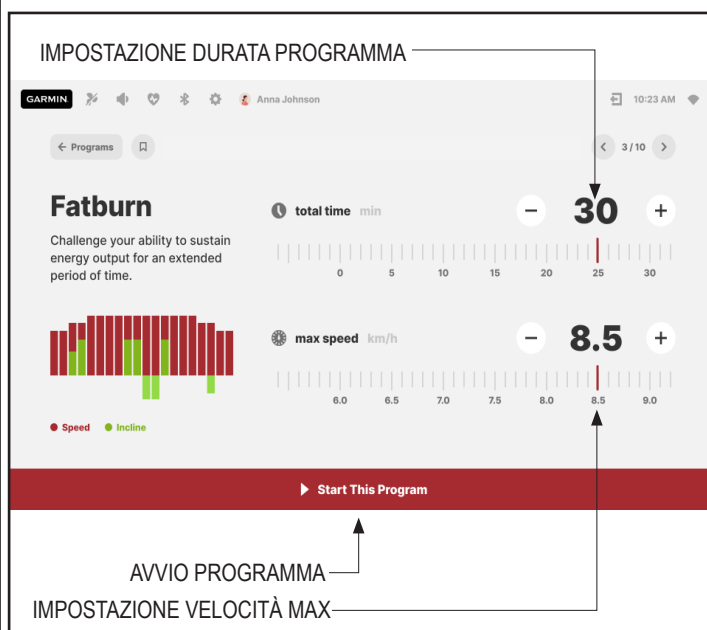 IMPOSTAZIONE DURATA PROGRAMMA
GARMIN Anna Johnson 10:23 AM
Programs 3 / 10
Fatburn
Challenge your ability to sustain
energy output for an extended
period of time.
Speed Incline
total time min 30
0 5 10 15 20 25 30
max speed km/h 8.5
6.0 6.5 7.0 7.5 8.0 8.5 9.0
Start This Program
AVVIO PROGRAMMA
IMPOSTAZIONE VELOCITÀ MAX